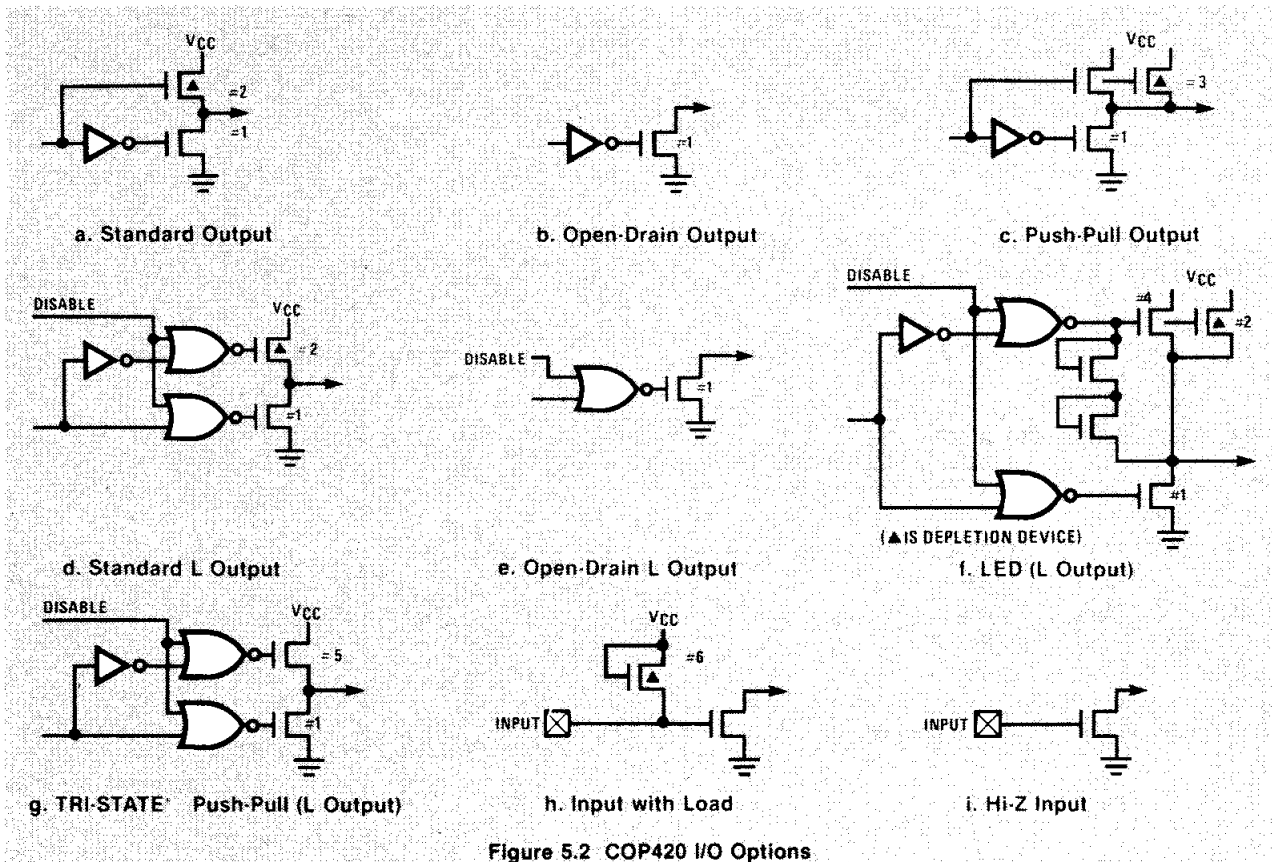 VCC
#2
#1
a. Standard Output
#1
b. Open-Drain Output
VCC
#3
#1
c. Push-Pull Output
DISABLE
VCC
#2
#1
d. Standard L Output
DISABLE
#1
e. Open-Drain L Output
DISABLE
VCC
#4
#2
#1
(▲IS DEPLETION DEVICE)
f. LED (L Output)
DISABLE
VCC
#5
#1
g. TRI-STATE® Push-Pull (L Output)
VCC
#6
INPUT
h. Input with Load
INPUT
i. Hi-Z Input
Figure 5.2 COP420 I/O Options